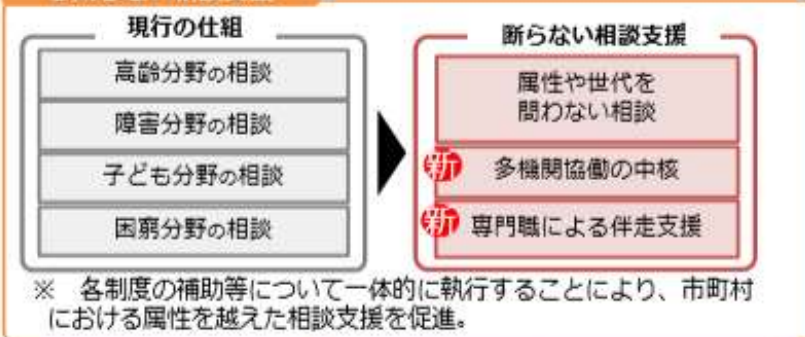 現行の仕組
高齢分野の相談
障害分野の相談
子ども分野の相談
困窮分野の相談
断らない相談支援
属性や世代を
問わない相談
新 多機関協働の中核
新 専門職による伴走支援
※　各制度の補助等について一体的に執行することにより、市町村
における属性を越えた相談支援を促進。